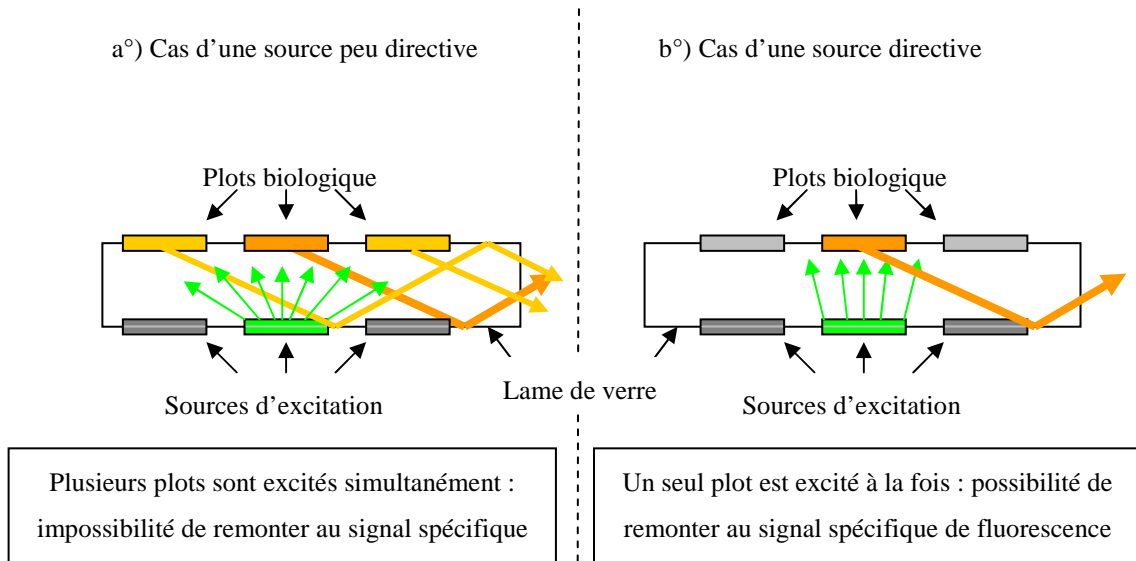 a°) Cas d'une source peu directive
Plots biologique
Sources d'excitation
Plusieurs plots sont excités simultanément :
impossibilité de remonter au signal spécifique
Lame de verre
b°) Cas d'une source directive
Plots biologique
Sources d'excitation
Un seul plot est excité à la fois : possibilité de
remonter au signal spécifique de fluorescence